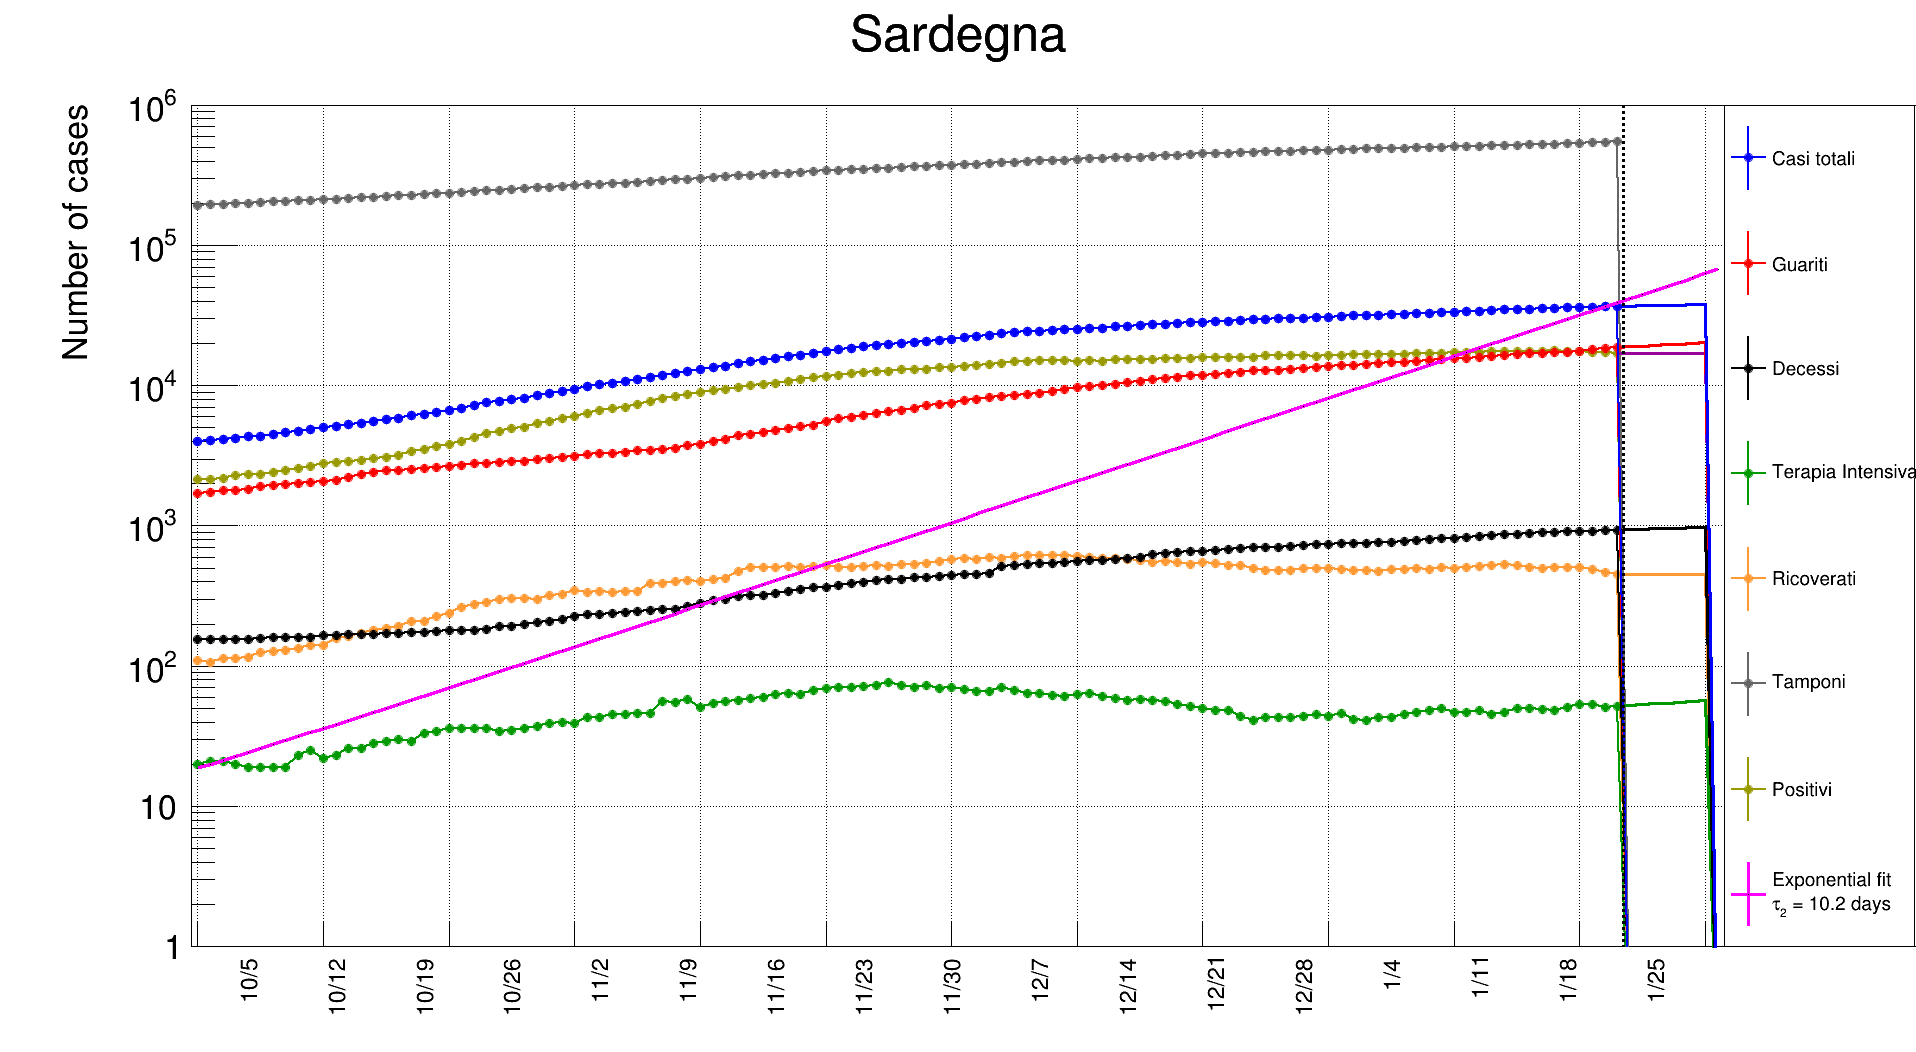 Sardegna
Number of cases
10^6
10^5
10^4
10^3
10^2
10
1
10/5
10/12
10/19
10/26
11/2
11/9
11/16
11/23
11/30
12/7
12/14
12/21
12/28
1/4
1/11
1/18
1/25
Casi totali
Guariti
Decessi
Terapia Intensiva
Ricoverati
Tamponi
Positivi
Exponential fit
τ₂ = 10.2 days